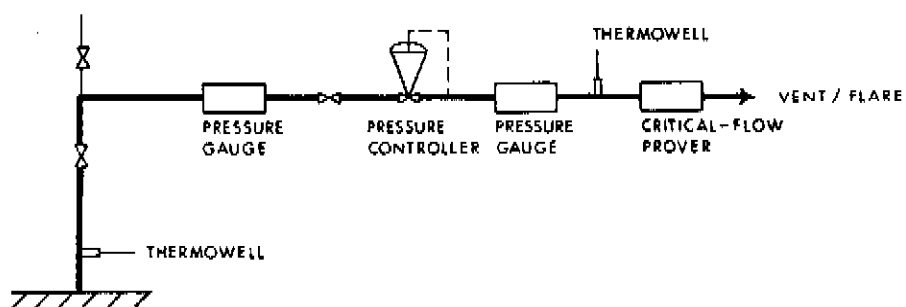 THERMOWELL
VENT / FLARE
PRESSURE
GAUGE
PRESSURE
CONTROLLER
PRESSURE
GAUGE
CRITICAL-FLOW
PROVER
THERMOWELL